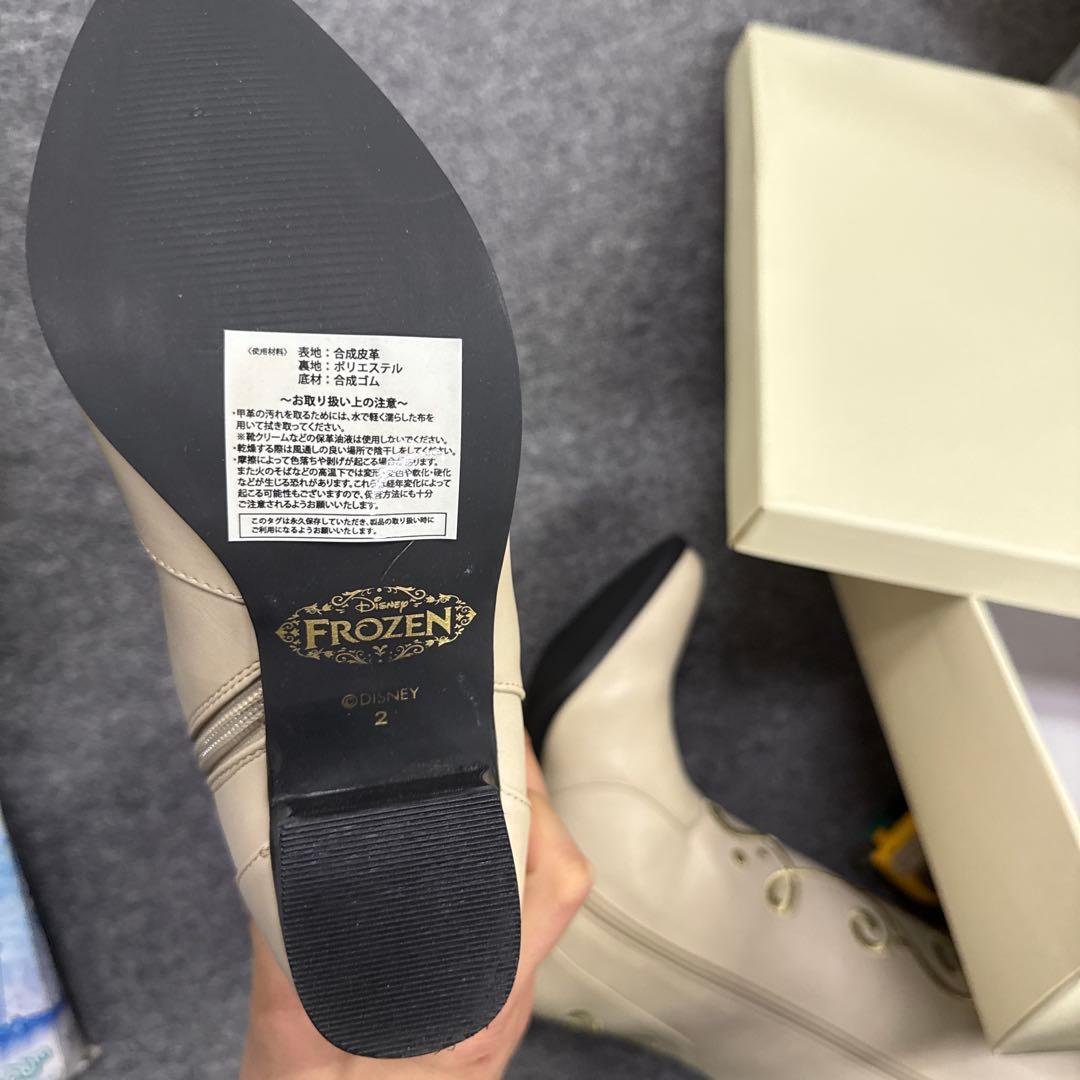 〈使用材料〉 表地：合成皮革
裏地：ポリエステル
底材：合成ゴム
～お取り扱い上の注意～
・甲革の汚れを取るためには、水で軽く濡らした布を
用いて拭き取ってください。
※靴クリームなどの保革油液は使用しないでください。
・乾燥する際は風通しの良い場所で陰干しをしてください。
・摩擦によって色落ちや剥げが起こる場合があります。
また火のそばなどの高温下では変形・変色や軟化・硬化
などが生じる恐れがあります。これらは経年変化によって
起こる可能性もございますので、保管方法にも十分
ご注意されるようお願いいたします。
このタグは永久保存していただき、製品の取り扱い時に
ご利用になるようお願いいたします。
Disney
FROZEN
©DISNEY
2